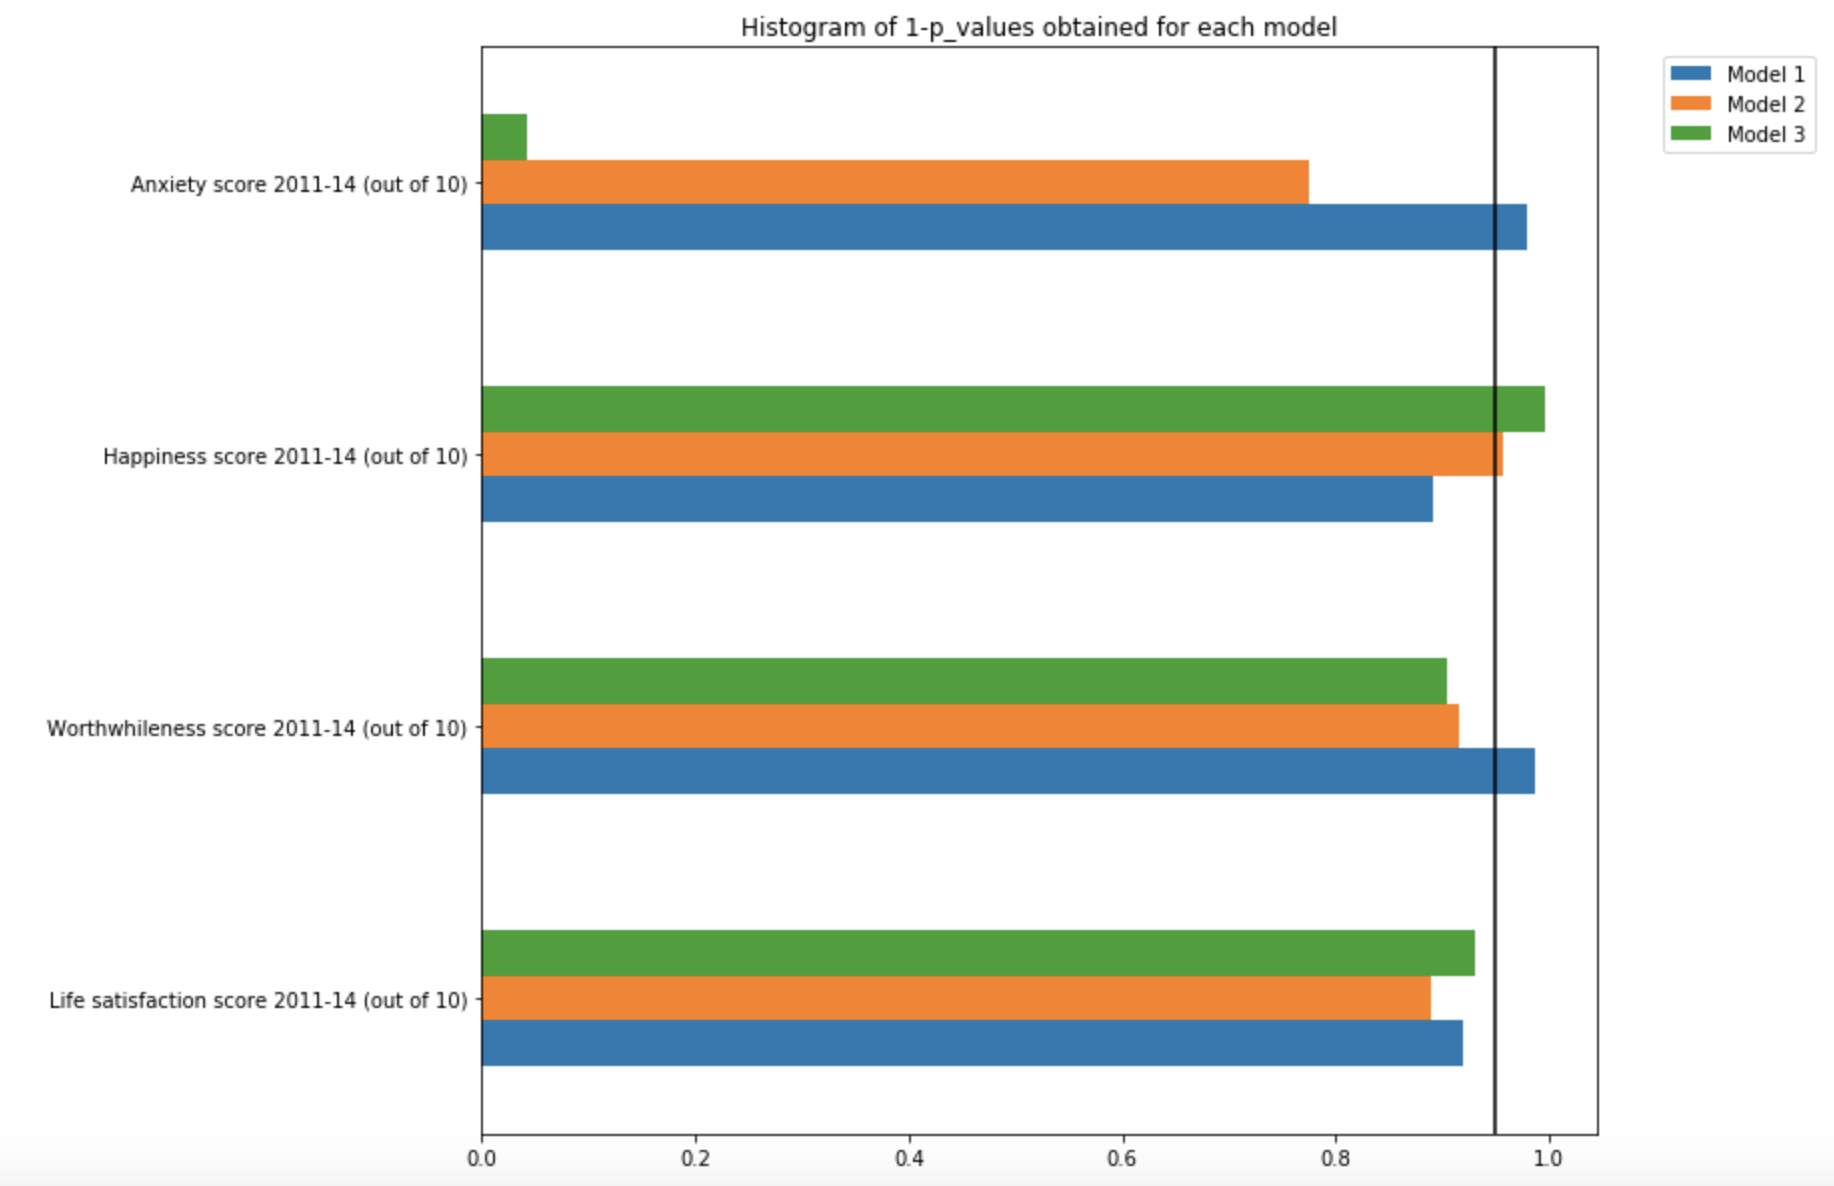 Histogram of 1-p_values obtained for each model
Model 1
Model 2
Model 3
Anxiety score 2011-14 (out of 10)
Happiness score 2011-14 (out of 10)
Worthwhileness score 2011-14 (out of 10)
Life satisfaction score 2011-14 (out of 10)
0.0 0.2 0.4 0.6 0.8 1.0